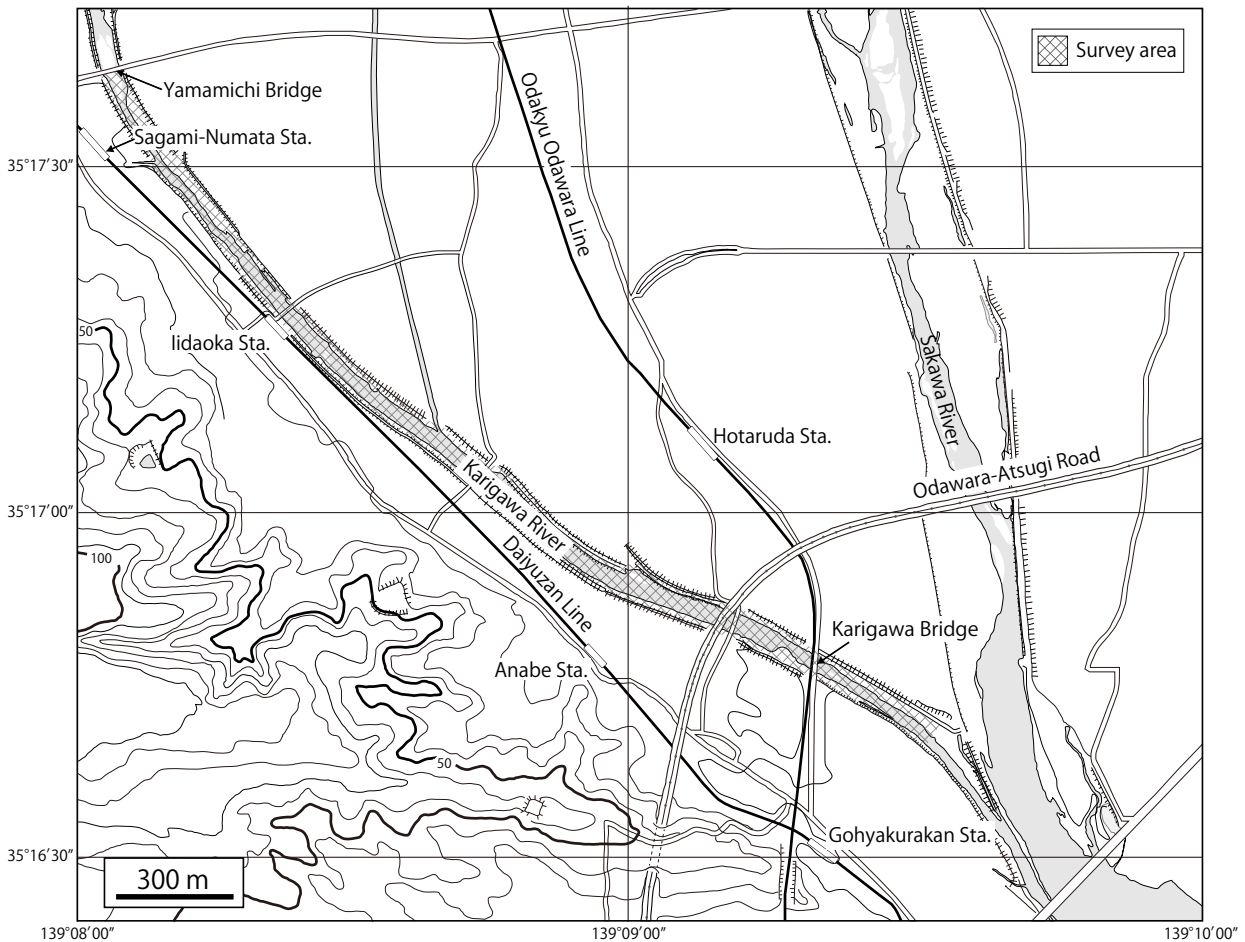 Survey area
Yamamichi Bridge
Sagami-Numata Sta.
35°17′30″
Odakyu Odawara Line
50
Iidaoka Sta.
Sakawa River
Hotaruda Sta.
Odawara-Atsugi Road
Karigawa River
35°17′00″
Daiyuzan Line
100
Karigawa Bridge
Anabe Sta.
50
Gohyakurakan Sta.
35°16′30″
300 m
139°08′00″
139°09′00″
139°10′00″